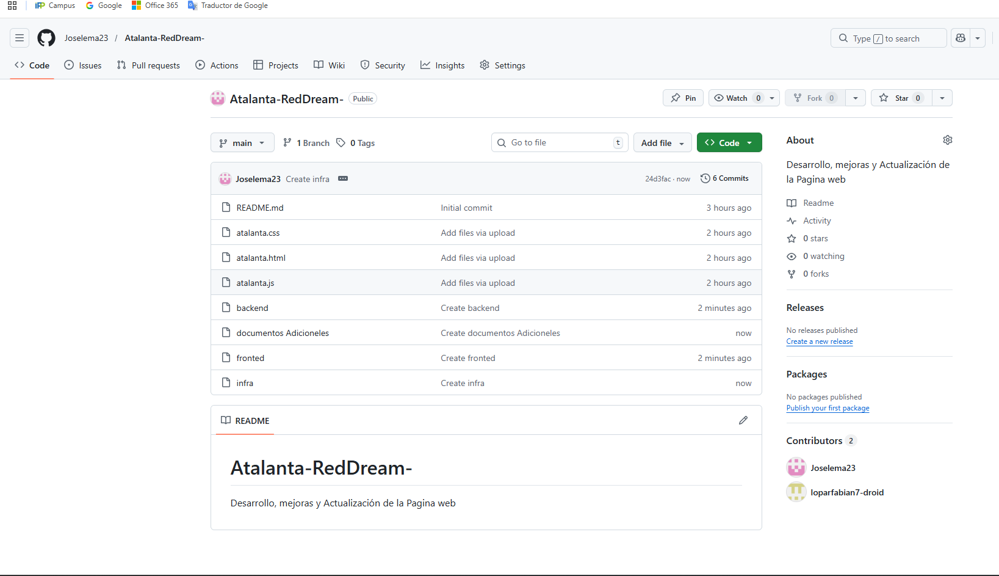 Campus Google Office 365 Traductor de Google
Joselema23 / Atalanta-RedDream- Type / to search
Code Issues Pull requests Actions Projects Wiki Security Insights Settings
Atalanta-RedDream- Public Pin Watch 0 Fork 0 Star 0
main 1 Branch 0 Tags Go to file t Add file Code
Joselema23 Create infra 24d3fac · now 6 Commits
README.md Initial commit 3 hours ago
atalanta.css Add files via upload 2 hours ago
atalanta.html Add files via upload 2 hours ago
atalanta.js Add files via upload 2 hours ago
backend Create backend 2 minutes ago
documentos Adicioneles Create documentos Adicioneles now
fronted Create fronted 2 minutes ago
infra Create infra now
README
Atalanta-RedDream-
Desarrollo, mejoras y Actualización de la Pagina web
About
Desarrollo, mejoras y Actualización de
la Pagina web
Readme
Activity
0 stars
0 watching
0 forks
Releases
No releases published
Create a new release
Packages
No packages published
Publish your first package
Contributors 2
Joselema23
loparfabian7-droid